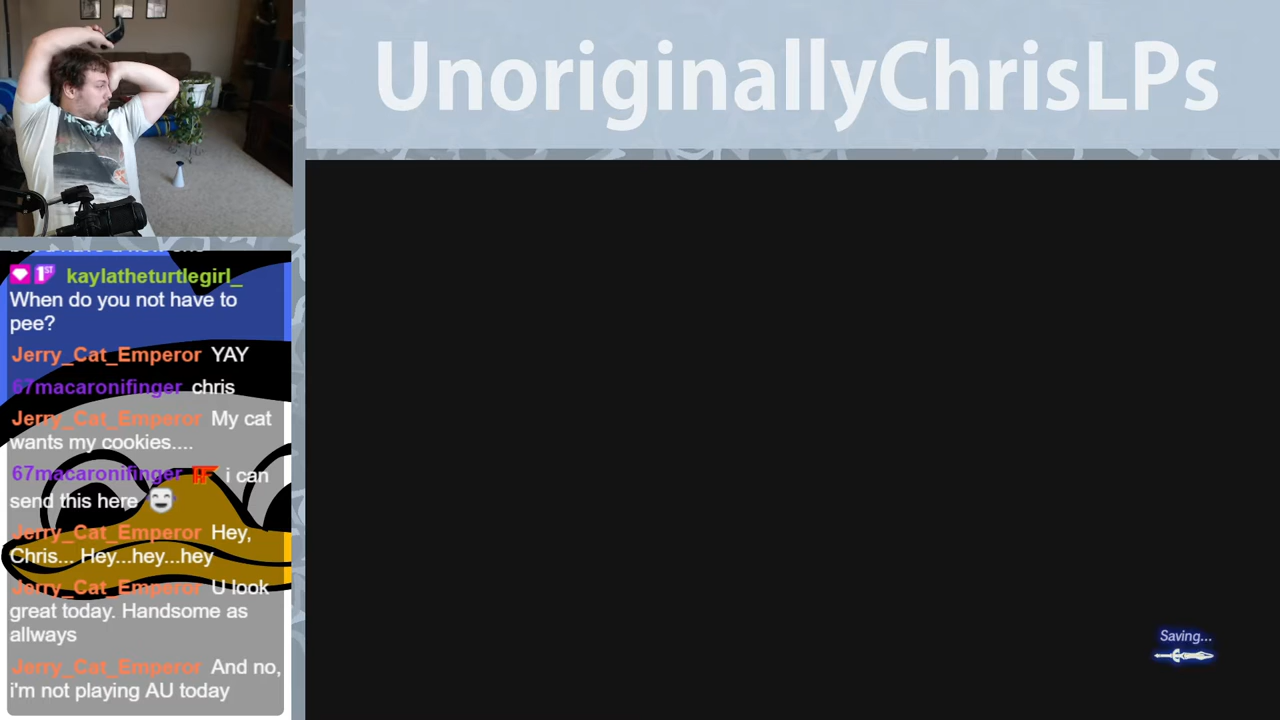 UnoriginallyChrisLPs
kaylatheturtlegirl_
When do you not have to
pee?
Jerry_Cat_Emperor YAY
67macaronifinger chris
Jerry_Cat_Emperor My cat
wants my cookies....
67macaronifinger i can
send this here
Jerry_Cat_Emperor Hey,
Chris... Hey...hey...hey
Jerry_Cat_Emperor U look
great today. Handsome as
allways
Jerry_Cat_Emperor And no,
i'm not playing AU today
Saving...